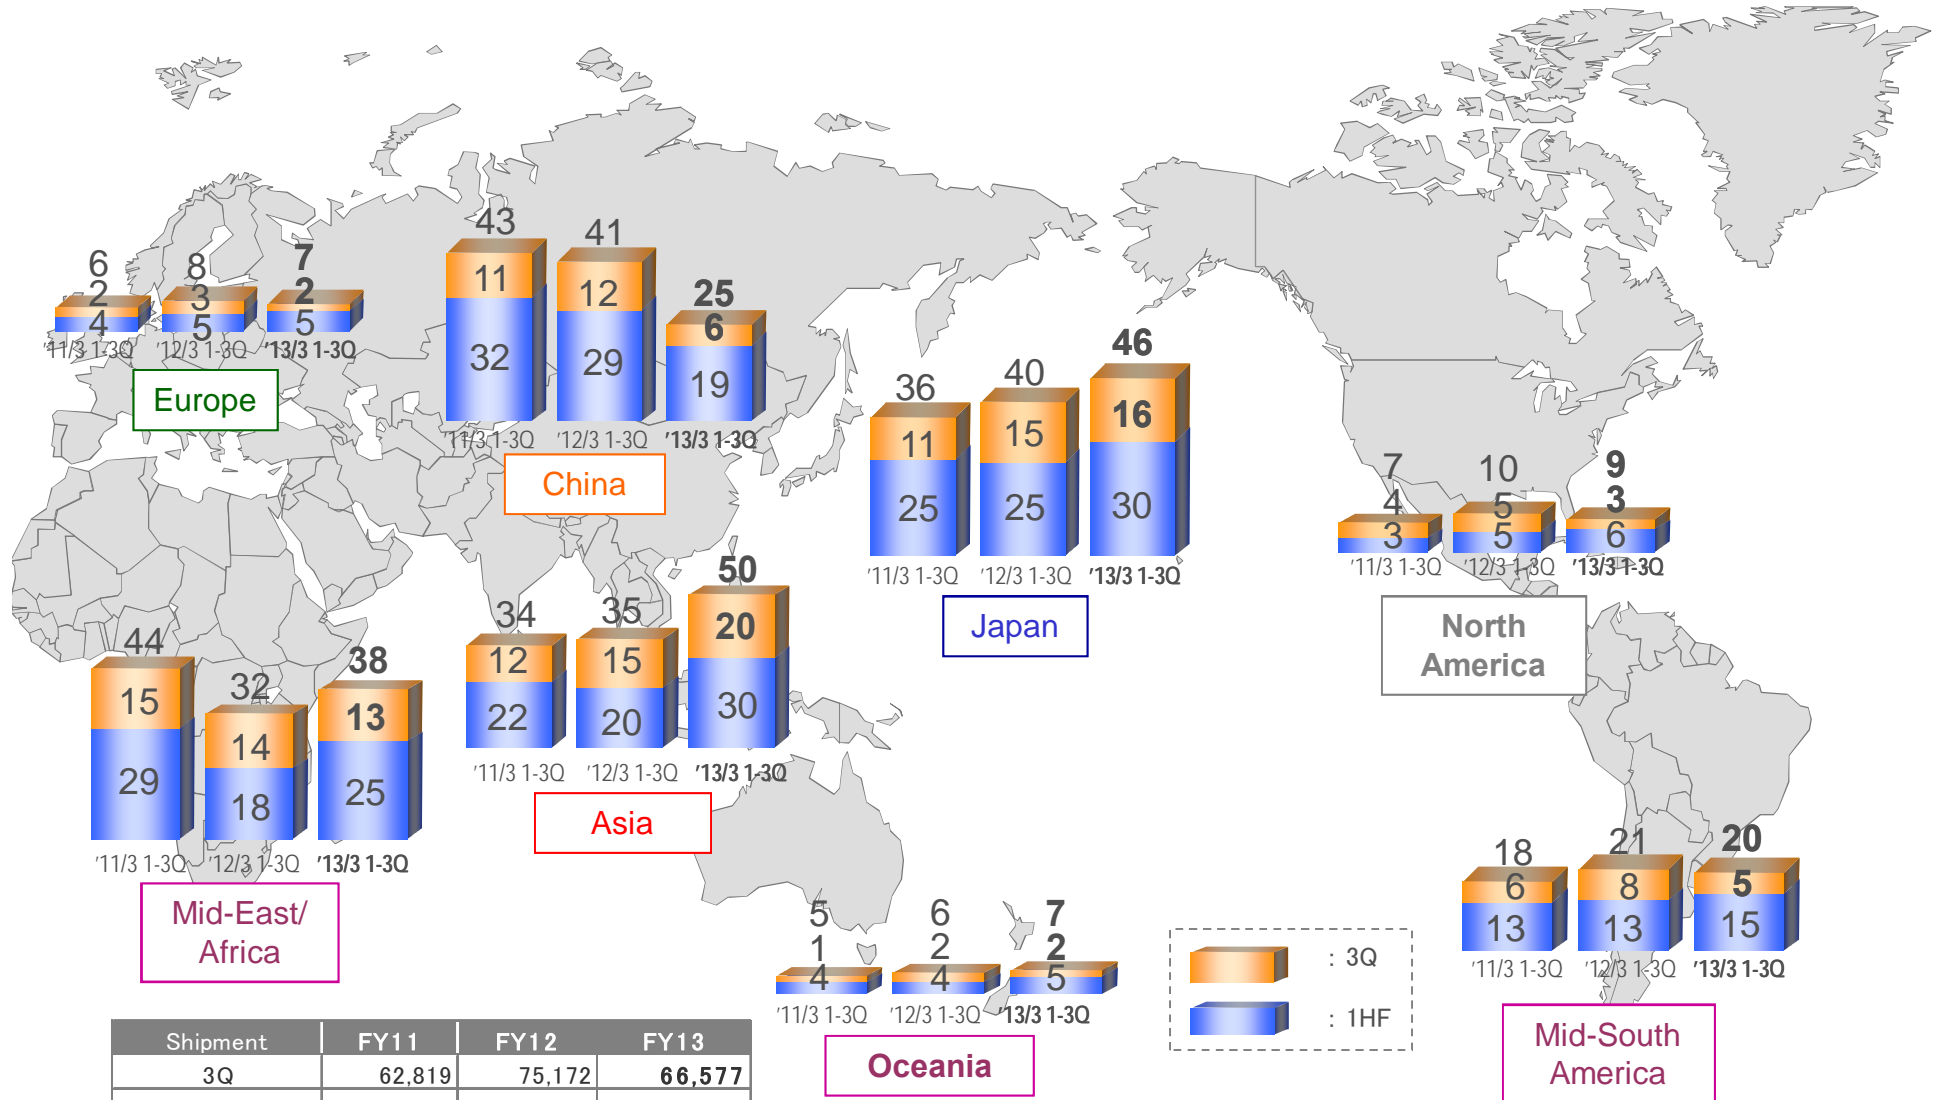 6
2
4
'11/3 1-3Q
8
3
5
'12/3 1-3Q
7
2
5
'13/3 1-3Q
Europe
43
11
32
'11/3 1-3Q
41
12
29
'12/3 1-3Q
25
6
19
'13/3 1-3Q
China
36
11
25
'11/3 1-3Q
40
15
25
'12/3 1-3Q
46
16
30
'13/3 1-3Q
Japan
7
4
3
'11/3 1-3Q
10
5
5
'12/3 1-3Q
9
3
6
'13/3 1-3Q
North
America
44
15
29
'11/3 1-3Q
32
14
18
'12/3 1-3Q
38
13
25
'13/3 1-3Q
Mid-East/
Africa
34
12
22
'11/3 1-3Q
35
15
20
'12/3 1-3Q
50
20
30
'13/3 1-3Q
Asia
5
1
4
'11/3 1-3Q
6
2
4
'12/3 1-3Q
7
2
5
'13/3 1-3Q
Oceania
18
6
13
'11/3 1-3Q
21
8
13
'12/3 1-3Q
20
5
15
'13/3 1-3Q
Mid-South
America
: 3Q
: 1HF
Shipment FY11 FY12 FY13
3Q 62,819 75,172 66,577